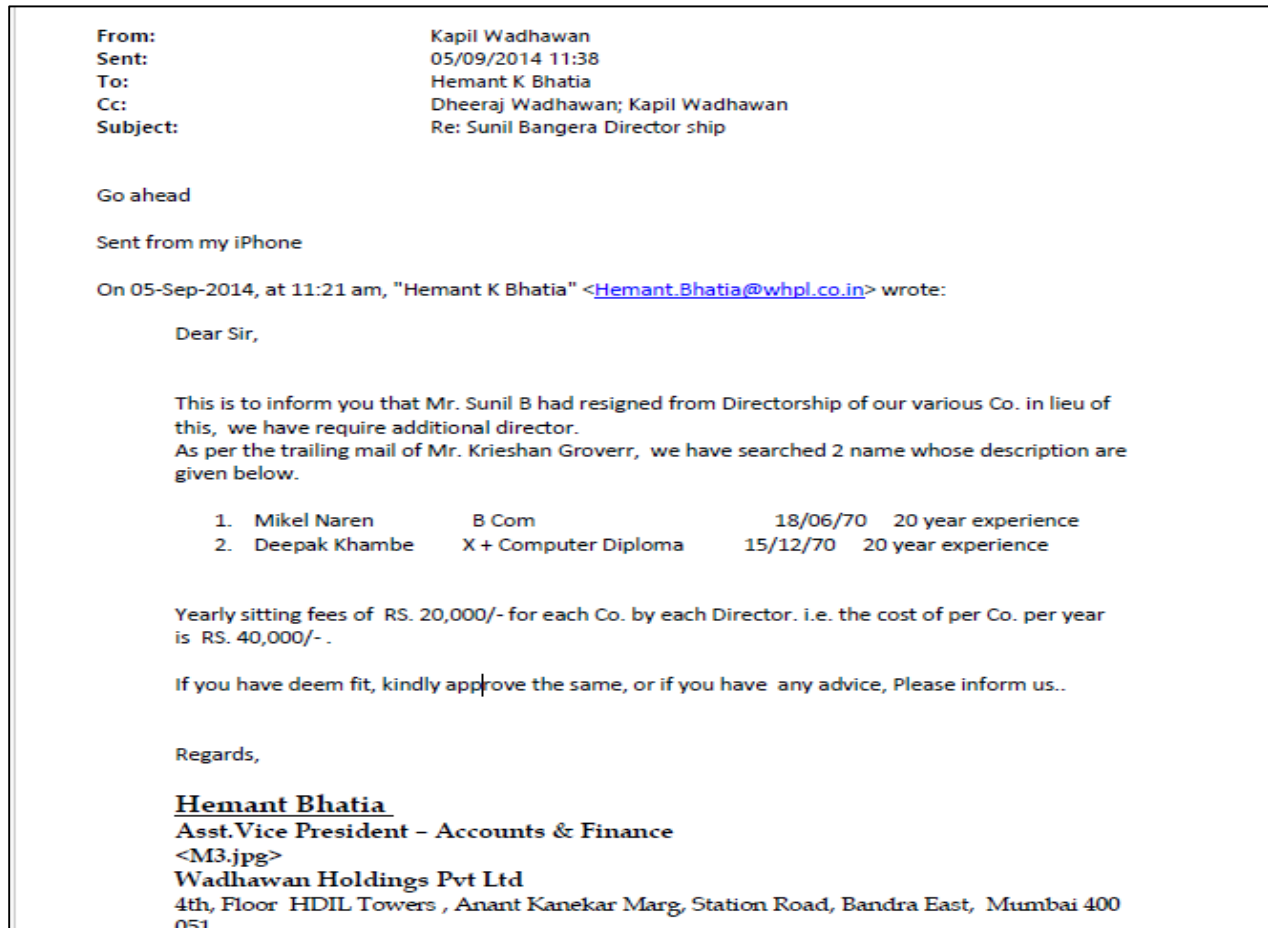 From: Kapil Wadhawan
Sent: 05/09/2014 11:38
To: Hemant K Bhatia
Cc: Dheeraj Wadhawan; Kapil Wadhawan
Subject: Re: Sunil Bangera Director ship
Go ahead
Sent from my iPhone
On 05-Sep-2014, at 11:21 am, "Hemant K Bhatia" <Hemant.Bhatia@whpl.co.in> wrote:
Dear Sir,
This is to inform you that Mr. Sunil B had resigned from Directorship of our various Co. in lieu of
this, we have require additional director.
As per the trailing mail of Mr. Krieshan Groverr, we have searched 2 name whose description are
given below.
1. Mikel Naren B Com 18/06/70 20 year experience
2. Deepak Khambe X + Computer Diploma 15/12/70 20 year experience
Yearly sitting fees of RS. 20,000/- for each Co. by each Director. i.e. the cost of per Co. per year
is RS. 40,000/- .
If you have deem fit, kindly approve the same, or if you have any advice, Please inform us..
Regards,
Hemant Bhatia
Asst.Vice President – Accounts & Finance
<M3.jpg>
Wadhawan Holdings Pvt Ltd
4th, Floor HDIL Towers , Anant Kanekar Marg, Station Road, Bandra East, Mumbai 400
051